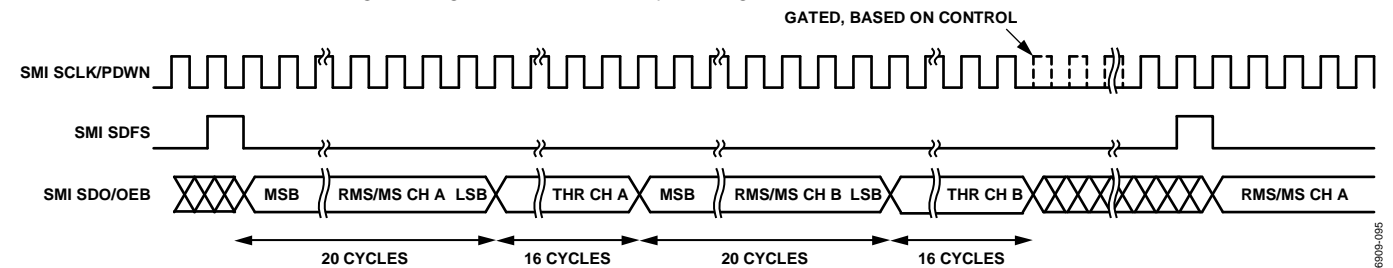 GATED, BASED ON CONTROL
SMI SCLK/PDWN
SMI SDFS
SMI SDO/OEB
MSB
RMS/MS CH A LSB
THR CH A
MSB
RMS/MS CH B LSB
THR CH B
RMS/MS CH A
20 CYCLES
16 CYCLES
20 CYCLES
16 CYCLES
6909-095